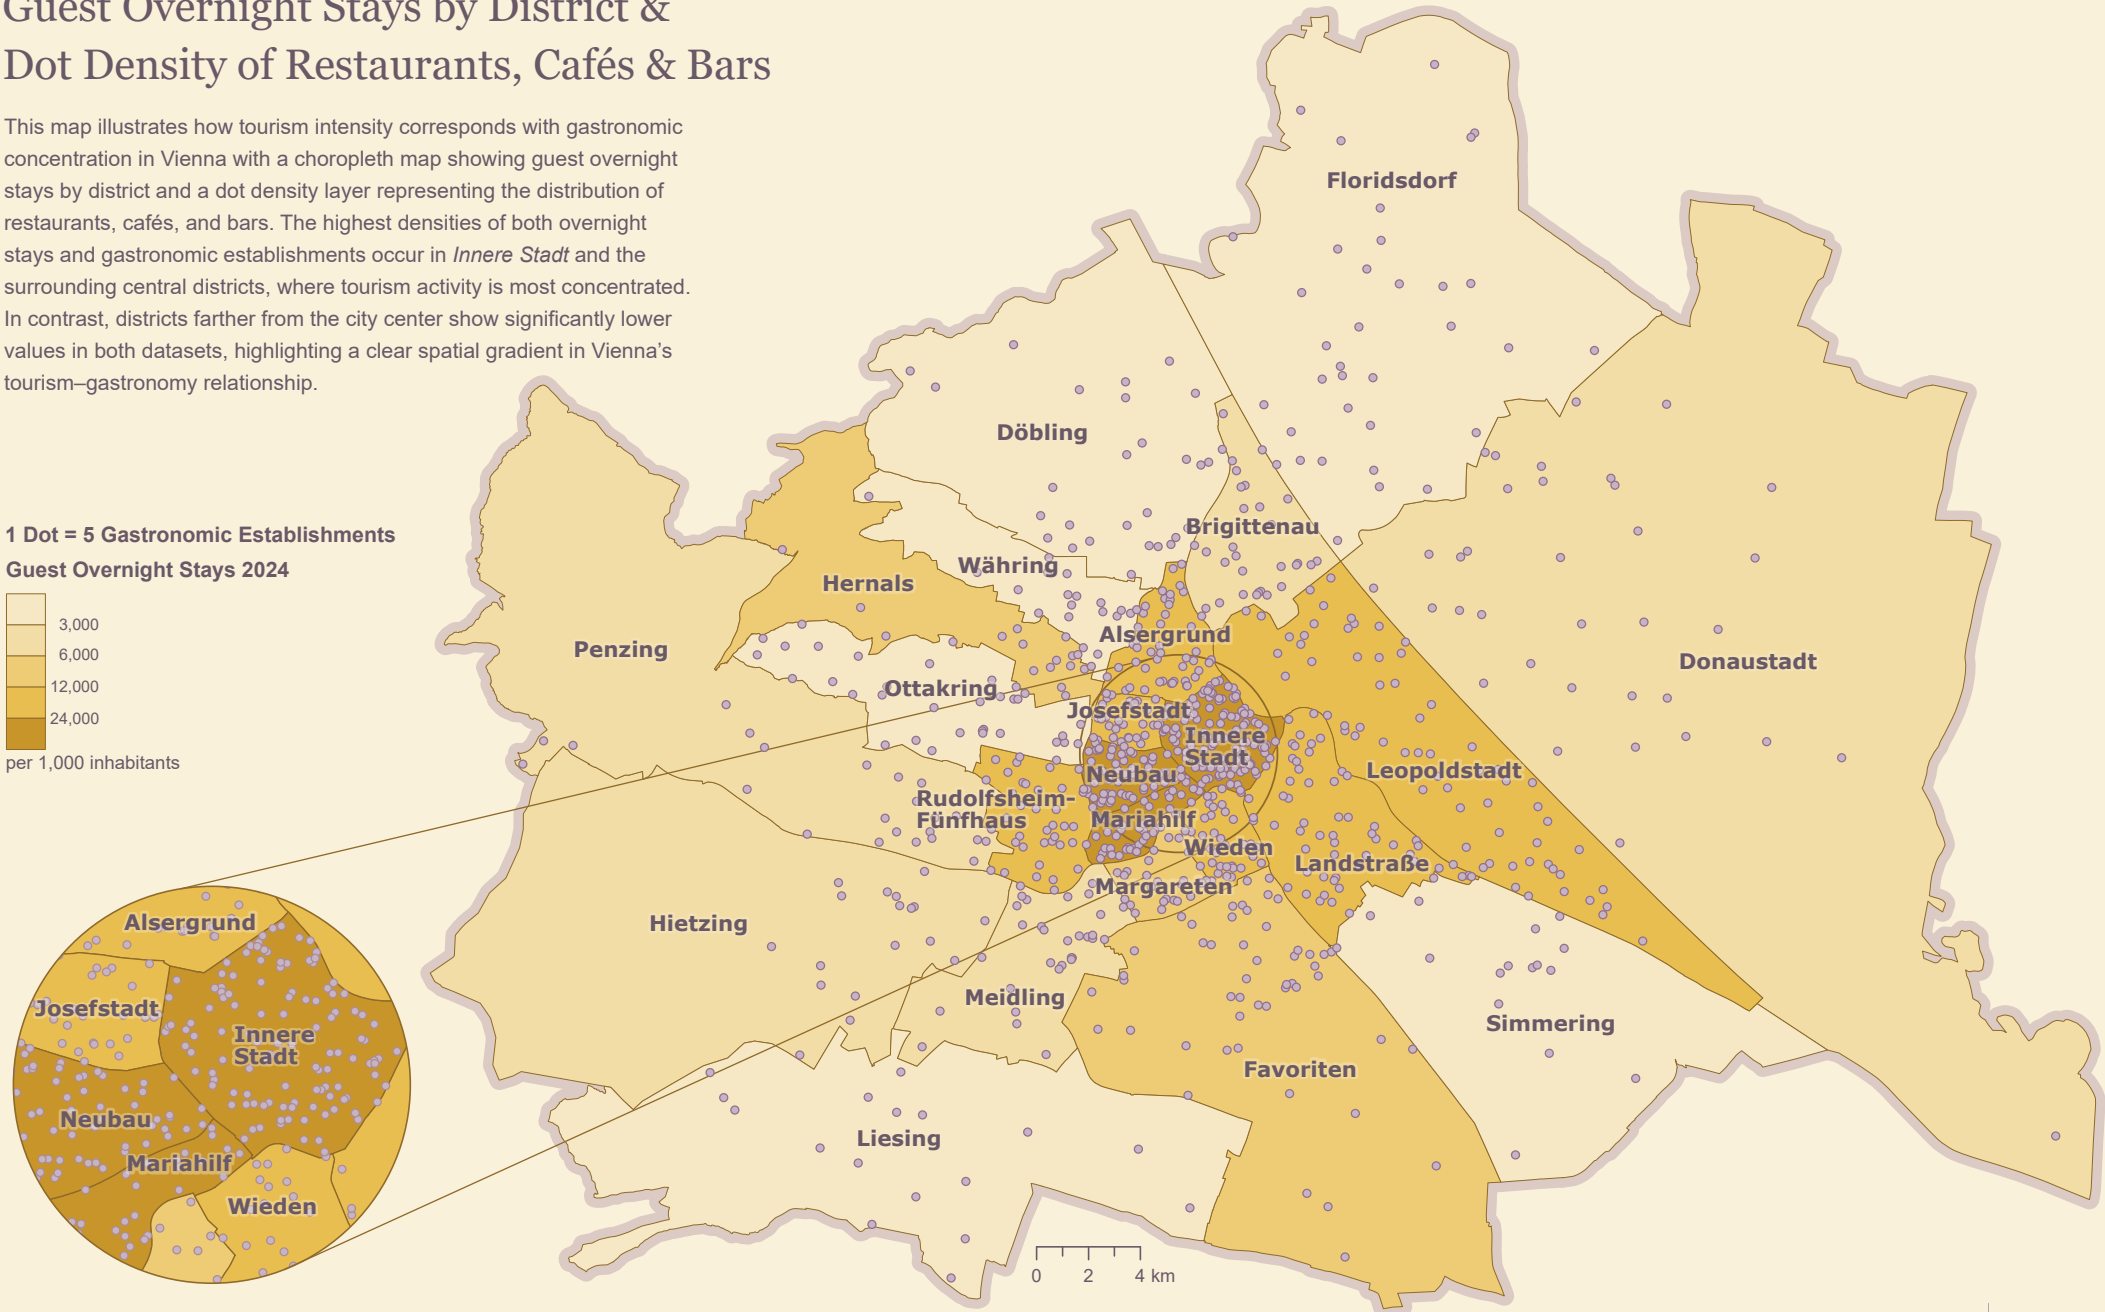 Guest Overnight Stays by District &
Dot Density of Restaurants, Cafés & Bars
This map illustrates how tourism intensity corresponds with gastronomic
concentration in Vienna with a choropleth map showing guest overnight
stays by district and a dot density layer representing the distribution of
restaurants, cafés, and bars. The highest densities of both overnight
stays and gastronomic establishments occur in Innere Stadt and the
surrounding central districts, where tourism activity is most concentrated.
In contrast, districts farther from the city center show significantly lower
values in both datasets, highlighting a clear spatial gradient in Vienna’s
tourism–gastronomy relationship.
1 Dot = 5 Gastronomic Establishments
Guest Overnight Stays 2024
3,000
6,000
12,000
24,000
per 1,000 inhabitants
Floridsdorf
Döbling
Brigittenau
Währing
Hernals
Alsergrund
Penzing
Donaustadt
Ottakring
Josefstadt
Innere
Stadt
Neubau
Leopoldstadt
Rudolfsheim-
Fünfhaus
Mariahilf
Wieden
Landstraße
Margareten
Hietzing
Meidling
Simmering
Favoriten
Liesing
Alsergrund
Josefstadt
Innere
Stadt
Neubau
Mariahilf
Wieden
0 2 4 km